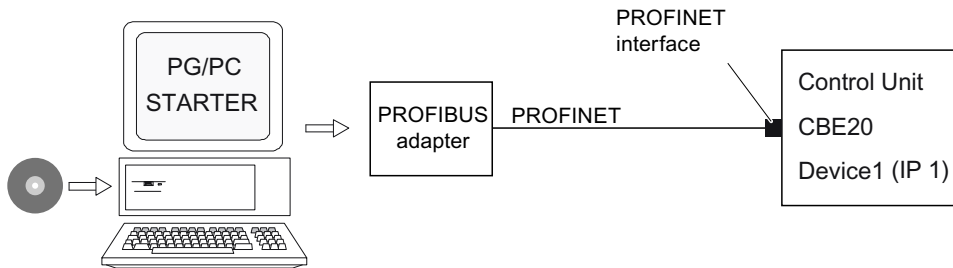 PROFINET
interface
PG/PC
STARTER
PROFIBUS
adapter
PROFINET
Control Unit
CBE20
Device1 (IP 1)